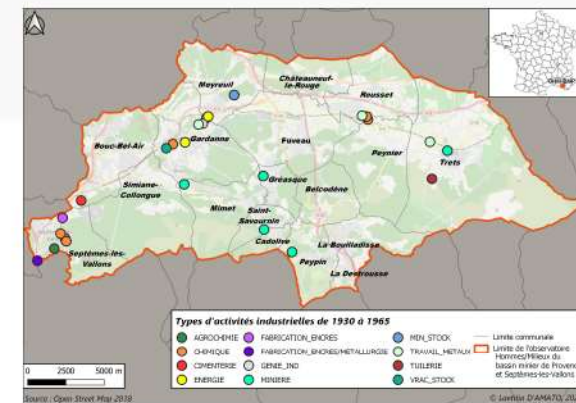 Meyreuil
Châteauneuf-
le-Rouge
Rousset
Bouc-Bel-Air
Gardanne
Fuveau
Peynier
Trets
Simiane-
Collongue
Gréasque
Belcodène
Mimet
Saint-
Savournin
Cadolive
La Bouilladisse
Septèmes-les-
Vallons
Peypin
La Destrousse
Types d'activités industrielles de 1930 à 1965
AGROCHIMIE
CHIMIQUE
CIMENTERIE
ENERGIE
FABRICATION_ENCRES
FABRICATION_ENCRES/METALLURGIE
GENIE_IND
MINIERE
MIN_STOCK
TRAVAIL_METAUX
TUILERIE
VRAC_STOCK
Limite communale
Limite de l'observatoire
Hommes/Milieux du
bassin minier de Provence
et Septèmes-les-Vallons
0 2500 5000 m
Source : Open Street Map 2018